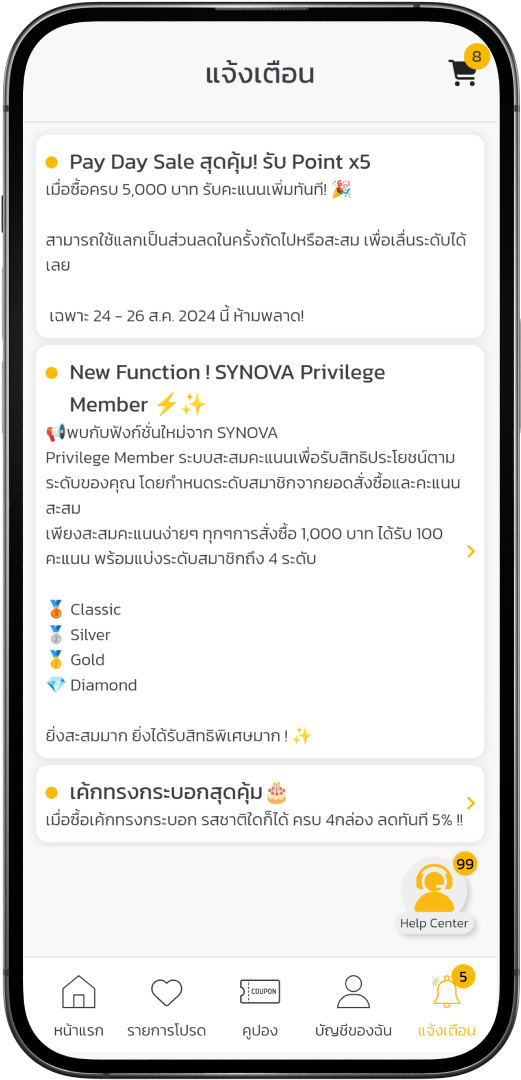 แจ้งเตือน
8
Pay Day Sale สุดคุ้ม! รับ Point x5
เมื่อซื้อครบ 5,000 บาท รับคะแนนเพิ่มทันที! 🎉
สามารถใช้แลกเป็นส่วนลดในครั้งถัดไปหรือสะสม เพื่อเลื่นระดับได้
เลย
เฉพาะ 24 - 26 ส.ค. 2024 นี้ ห้ามพลาด!
New Function ! SYNOVA Privilege
Member ⚡✨
📢พบกับฟังก์ชั่นใหม่จาก SYNOVA
Privilege Member ระบบสะสมคะแนนเพื่อรับสิทธิประโยชน์ตาม
ระดับของคุณ โดยกำหนดระดับสมาชิกจากยอดสั่งซื้อและคะแนน
สะสม
เพียงสะสมคะแนนง่ายๆ ทุกๆการสั่งซื้อ 1,000 บาท ได้รับ 100
คะแนน พร้อมแบ่งระดับสมาชิกถึง 4 ระดับ
🥉 Classic
🥈 Silver
🥇 Gold
💎 Diamond
ยิ่งสะสมมาก ยิ่งได้รับสิทธิพิเศษมาก ! ✨
เค้กทรงกระบอกสุดคุ้ม🎂
เมื่อซื้อเค้กทรงกระบอก รสชาติใดก็ได้ ครบ 4กล่อง ลดทันที 5% !!
99
Help Center
COUPON
5
หน้าแรก
รายการโปรด
คูปอง
บัญชีของฉัน
แจ้งเตือน